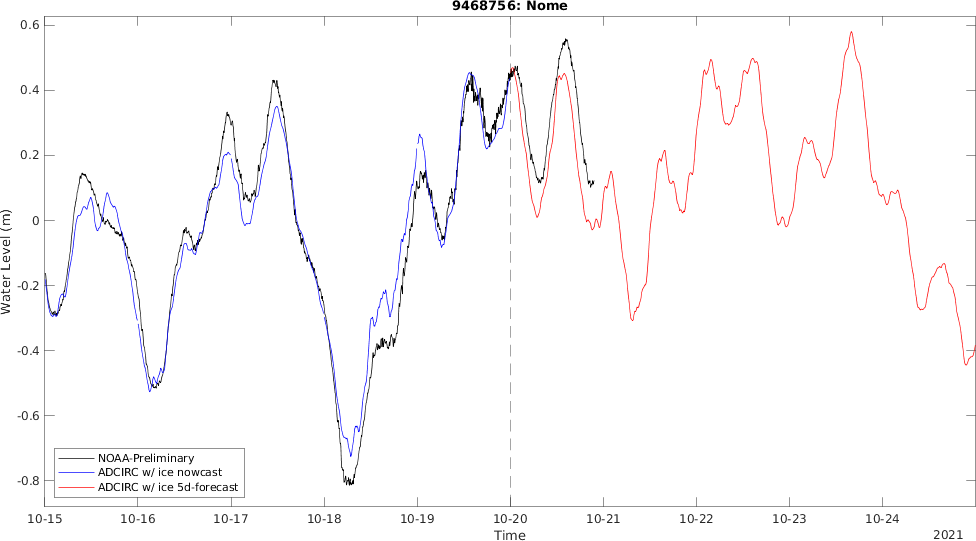 9468756: Nome
Water Level (m)
0.6
0.4
0.2
0
-0.2
-0.4
-0.6
-0.8
NOAA-Preliminary
ADCIRC w/ ice nowcast
ADCIRC w/ ice 5d-forecast
10-15 10-16 10-17 10-18 10-19 10-20 10-21 10-22 10-23 10-24
Time
2021